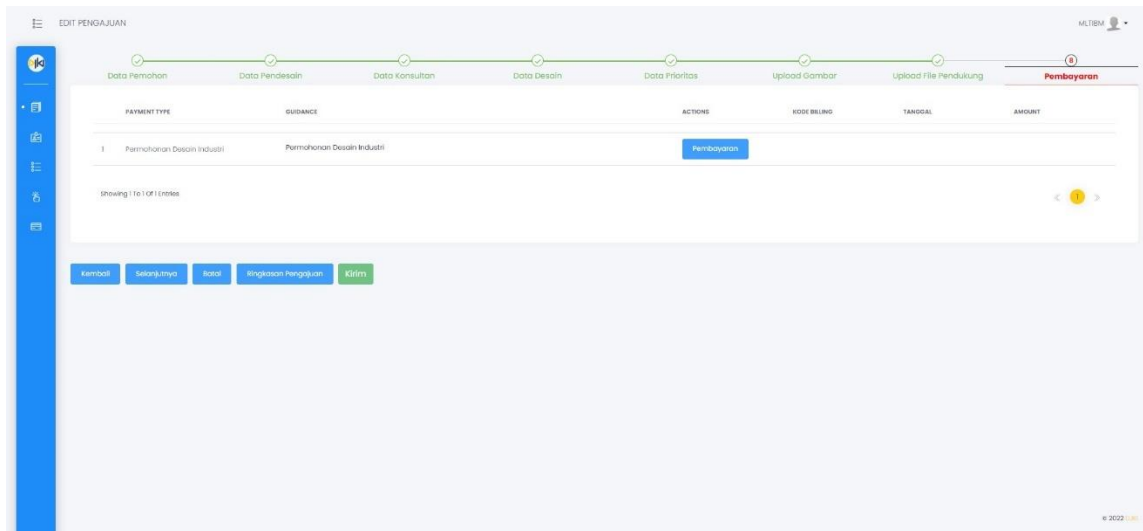 EDIT PENGAJUAN
MLTIBM
8
Data Pemohon Data Pendesain Data Konsultan Data Desain Data Prioritas Upload Gambar Upload File Pendukung Pembayaran
PAYMENT TYPE GUIDANCE ACTIONS KODE BILLING TANGGAL AMOUNT
1 Permohonan Desain Industri Permohonan Desain Industri Pembayaran
Showing 1 To 1 Of 1 Entries
< 1 >
Kembali Selanjutnya Batal Ringkasan Pengajuan Kirim
© 2022